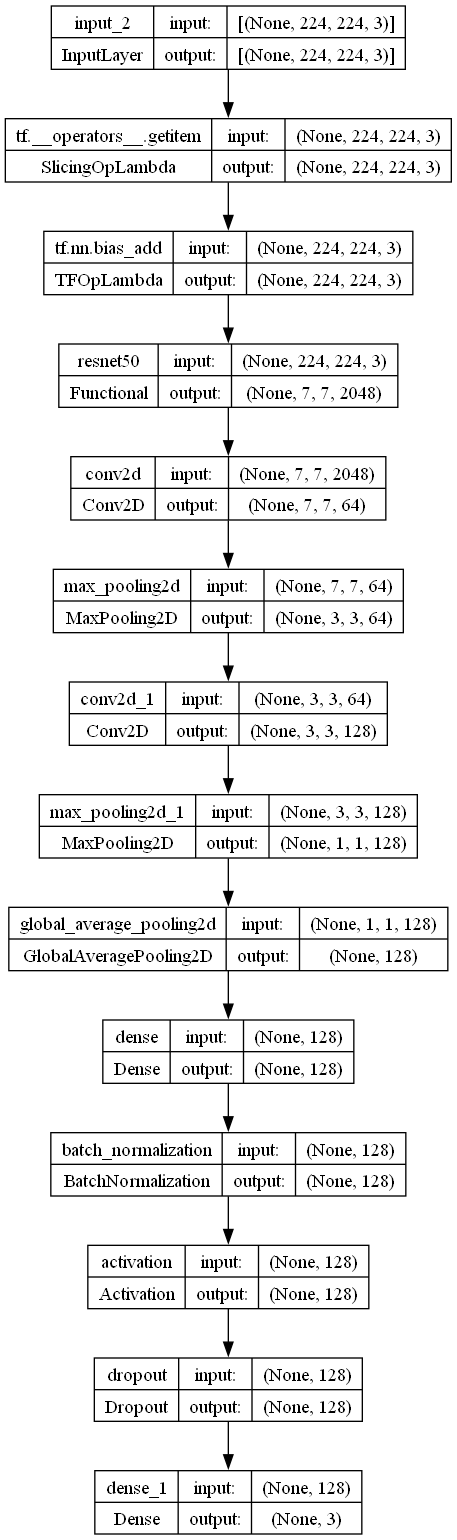 input_2 input: [(None, 224, 224, 3)]
InputLayer output: [(None, 224, 224, 3)]
tf.__operators__.getitem input: (None, 224, 224, 3)
SlicingOpLambda output: (None, 224, 224, 3)
tf.nn.bias_add input: (None, 224, 224, 3)
TFOpLambda output: (None, 224, 224, 3)
resnet50 input: (None, 224, 224, 3)
Functional output: (None, 7, 7, 2048)
conv2d input: (None, 7, 7, 2048)
Conv2D output: (None, 7, 7, 64)
max_pooling2d input: (None, 7, 7, 64)
MaxPooling2D output: (None, 3, 3, 64)
conv2d_1 input: (None, 3, 3, 64)
Conv2D output: (None, 3, 3, 128)
max_pooling2d_1 input: (None, 3, 3, 128)
MaxPooling2D output: (None, 1, 1, 128)
global_average_pooling2d input: (None, 1, 1, 128)
GlobalAveragePooling2D output: (None, 128)
dense input: (None, 128)
Dense output: (None, 128)
batch_normalization input: (None, 128)
BatchNormalization output: (None, 128)
activation input: (None, 128)
Activation output: (None, 128)
dropout input: (None, 128)
Dropout output: (None, 128)
dense_1 input: (None, 128)
Dense output: (None, 3)